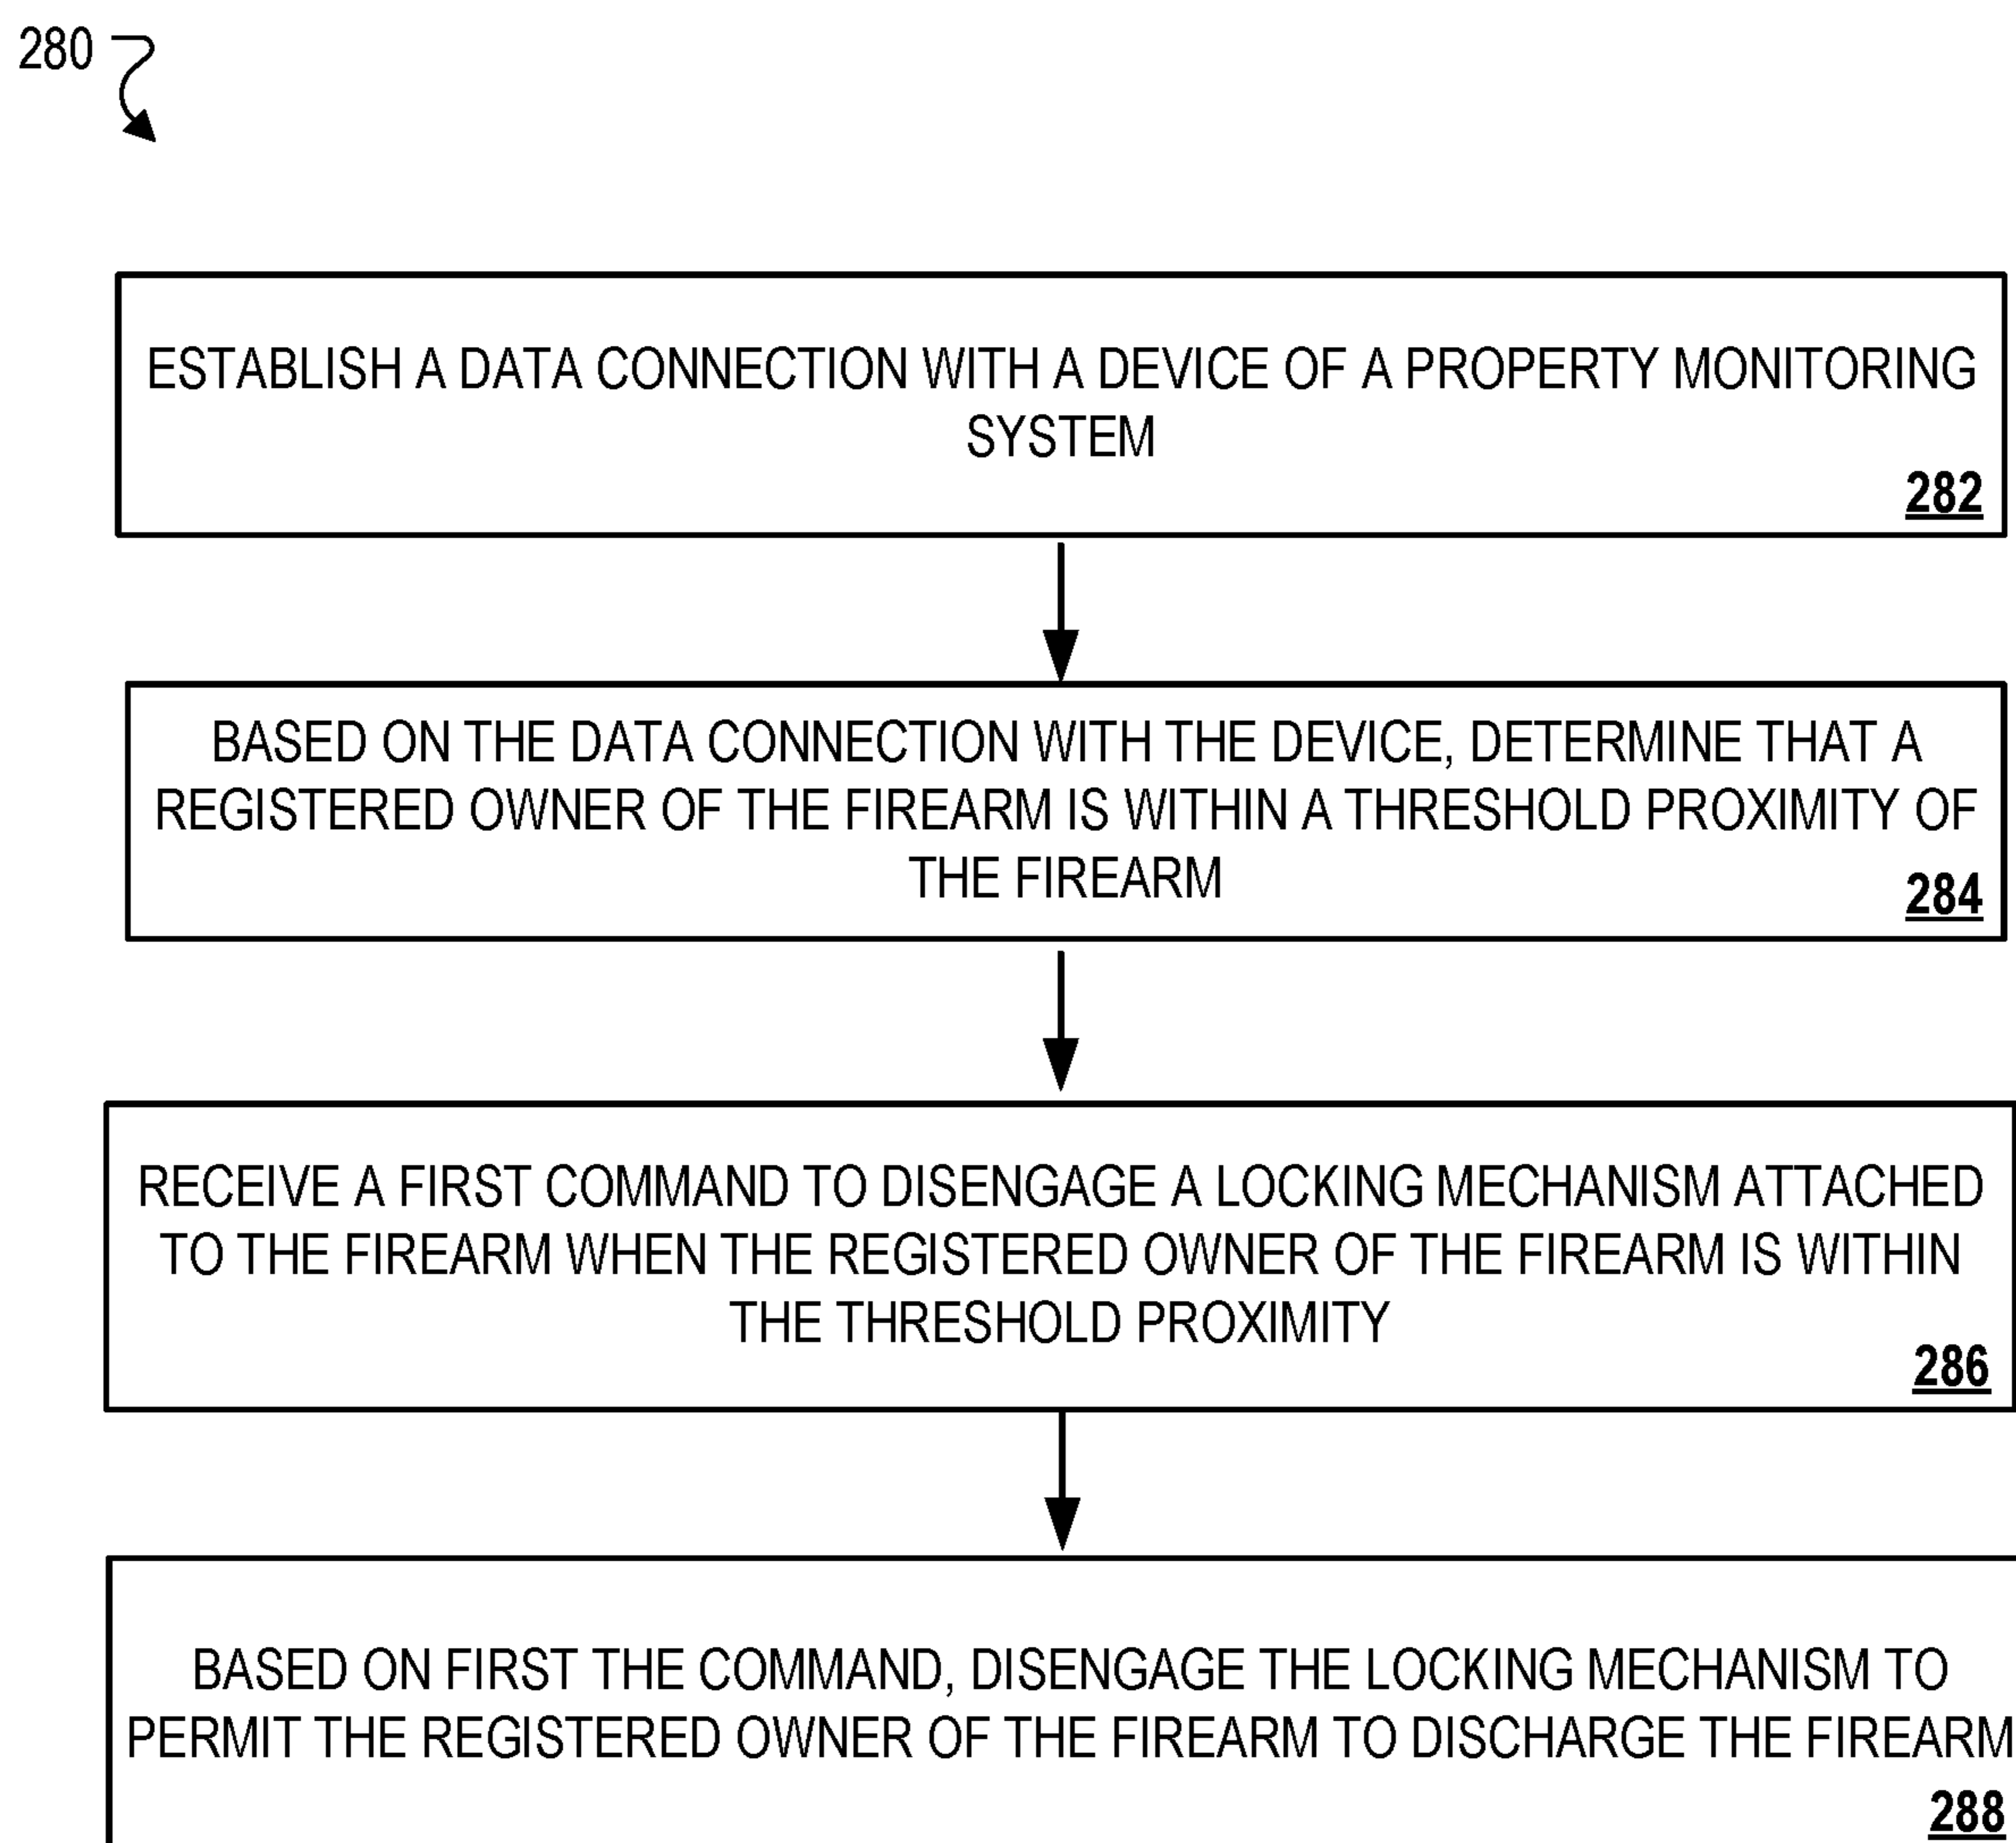 280
ESTABLISH A DATA CONNECTION WITH A DEVICE OF A PROPERTY MONITORING
SYSTEM
282
BASED ON THE DATA CONNECTION WITH THE DEVICE, DETERMINE THAT A
REGISTERED OWNER OF THE FIREARM IS WITHIN A THRESHOLD PROXIMITY OF
THE FIREARM
284
RECEIVE A FIRST COMMAND TO DISENGAGE A LOCKING MECHANISM ATTACHED
TO THE FIREARM WHEN THE REGISTERED OWNER OF THE FIREARM IS WITHIN
THE THRESHOLD PROXIMITY
286
BASED ON FIRST THE COMMAND, DISENGAGE THE LOCKING MECHANISM TO
PERMIT THE REGISTERED OWNER OF THE FIREARM TO DISCHARGE THE FIREARM
288